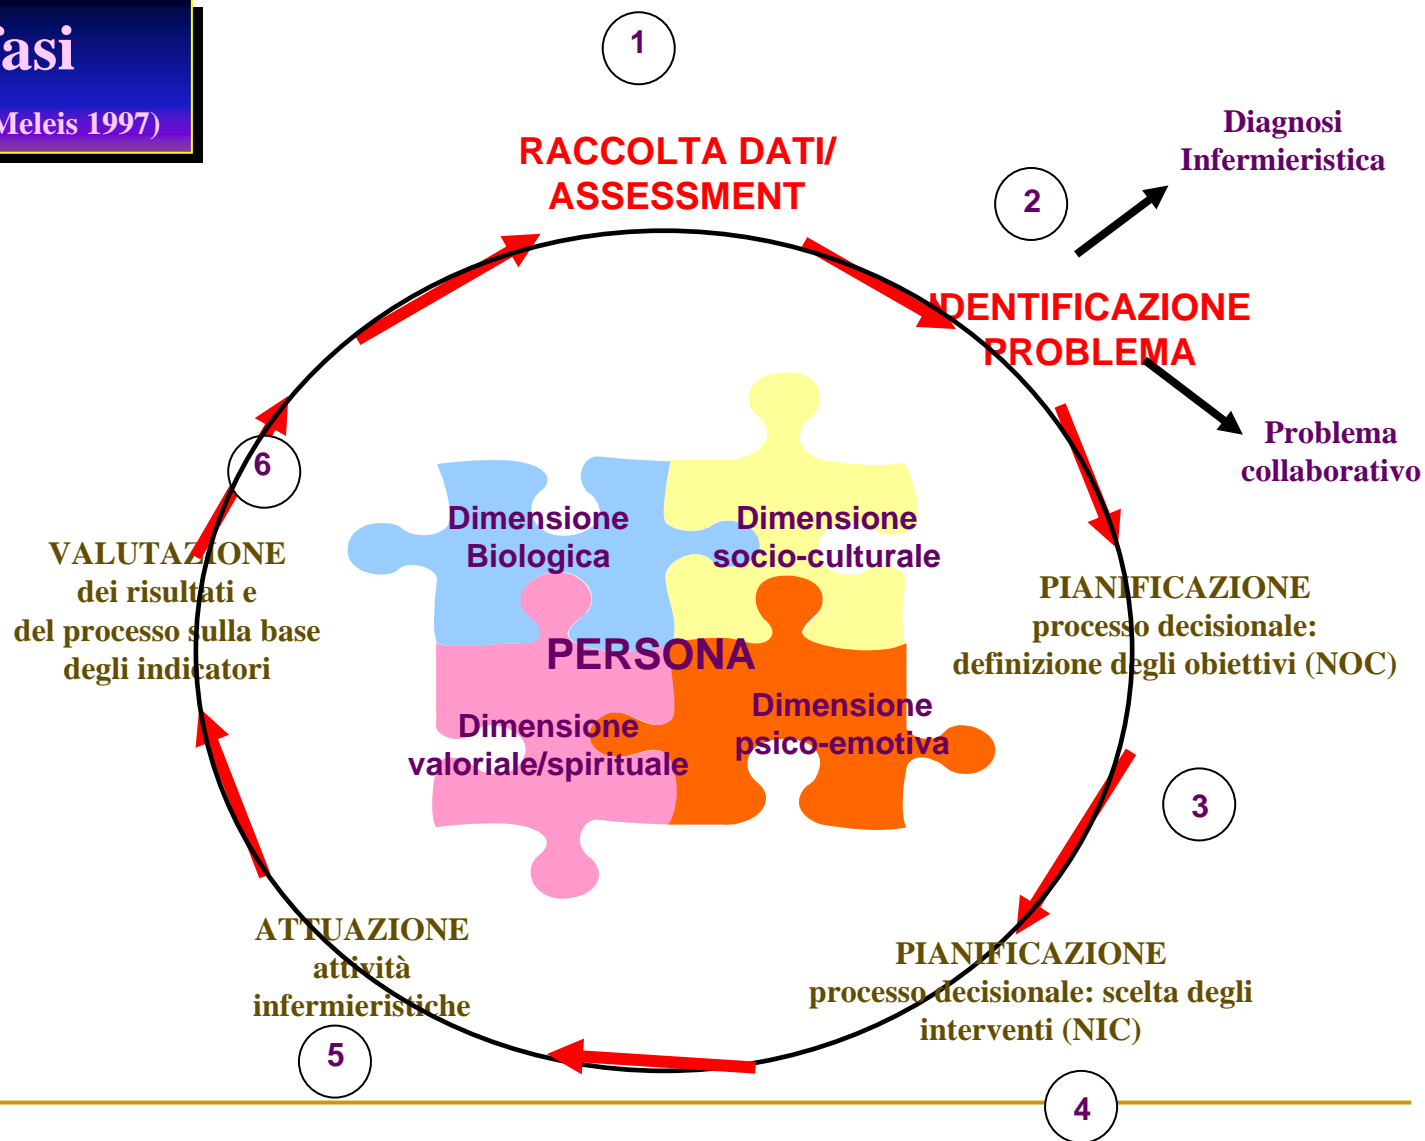 fasi
Meleis 1997)
1
RACCOLTA DATI/
ASSESSMENT
2
Diagnosi
Infermieristica
IDENTIFICAZIONE
PROBLEMA
Problema
collaborativo
PIANIFICAZIONE
processo decisionale:
definizione degli obiettivi (NOC)
3
PIANIFICAZIONE
processo decisionale: scelta degli
interventi (NIC)
4
ATTUAZIONE
attività
infermieristiche
5
6
VALUTAZIONE
dei risultati e
del processo sulla base
degli indicatori
Dimensione
Biologica
Dimensione
socio-culturale
PERSONA
Dimensione
valoriale/spirituale
Dimensione
psico-emotiva